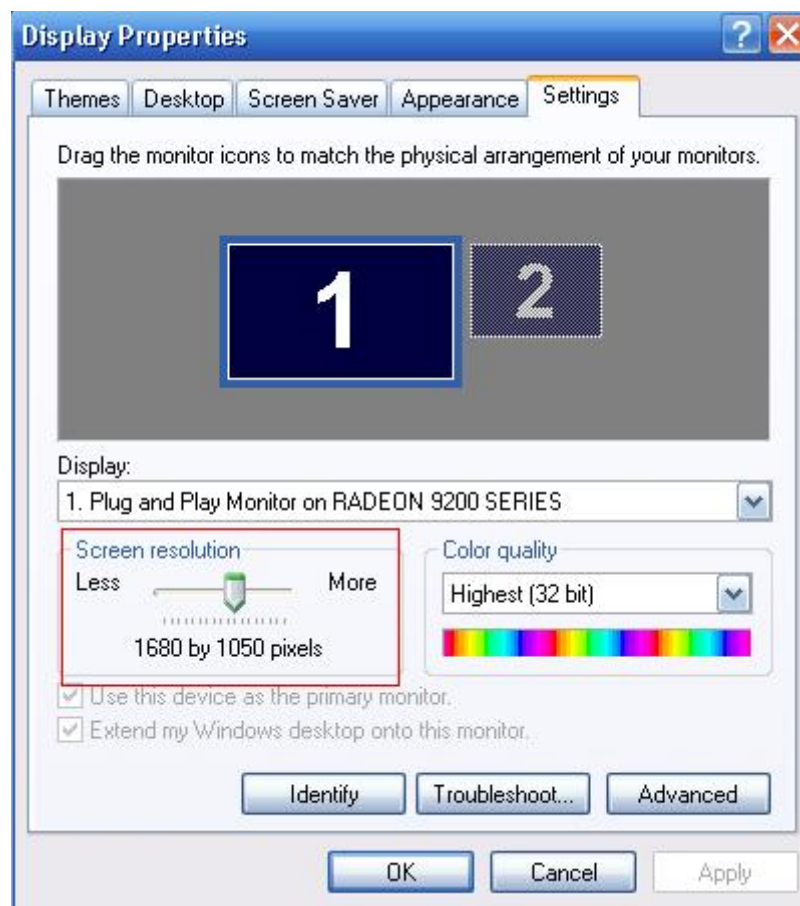 Display Properties
Themes Desktop Screen Saver Appearance Settings
Drag the monitor icons to match the physical arrangement of your monitors.
1 2
Display:
1. Plug and Play Monitor on RADEON 9200 SERIES
Screen resolution
Less More
1680 by 1050 pixels
Color quality
Highest (32 bit)
Use this device as the primary monitor.
Extend my Windows desktop onto this monitor.
Identify Troubleshoot... Advanced
OK Cancel Apply